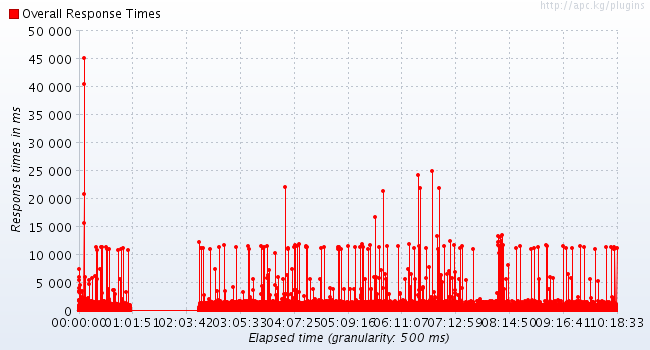 http://apc.kg/plugins
Overall Response Times
50 000
45 000
40 000
35 000
30 000
25 000
20 000
15 000
10 000
5 000
0
Response times in ms
00:00:00 01:01:51 02:03:42 03:05:33 04:07:25 05:09:16 06:11:07 07:12:59 08:14:50 09:16:41 10:18:33
Elapsed time (granularity: 500 ms)